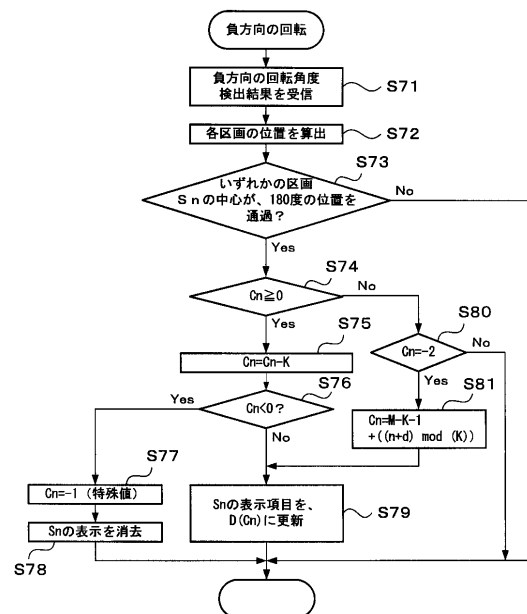 負方向の回転
負方向の回転角度
検出結果を受信
S71
各区画の位置を算出
S72
S73
いずれかの区画
Snの中心が、180度の位置を
通過？
No
Yes
S74
Cn≧0
No
Yes
S75
S80
Cn=Cn-K
Cn=-2
No
S76
Yes
S81
Yes
Cn<0？
No
Cn=M-K-1
+((n+d) mod (K))
S77
Cn=-1 (特殊値)
Snの表示項目を、
D(Cn)に更新
S79
Snの表示を消去
S78